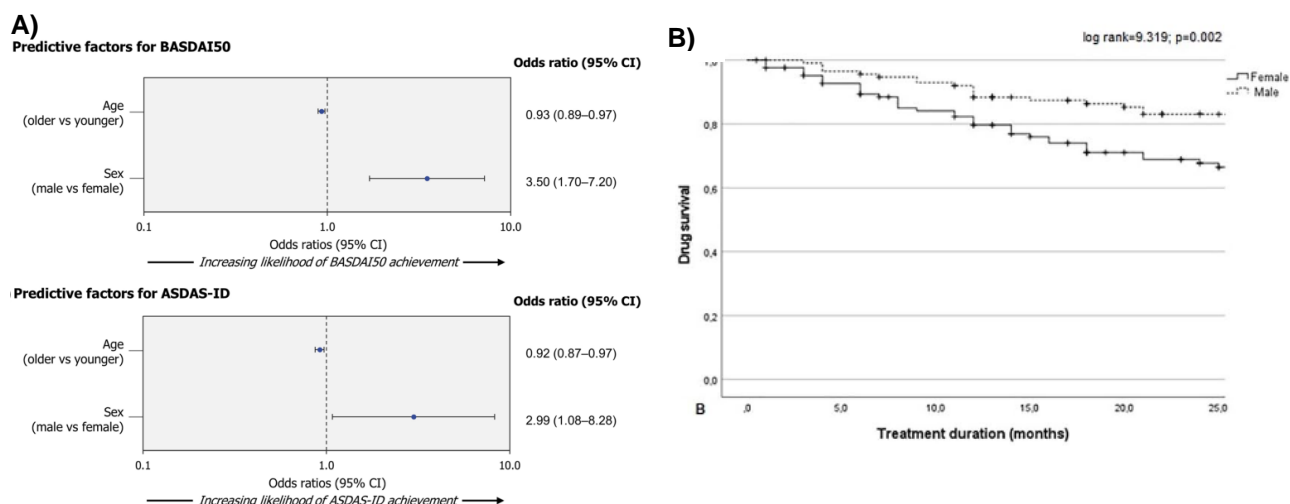 A)
Predictive factors for BASDAI50
Odds ratio (95% CI)
Age
(older vs younger)
0.93 (0.89–0.97)
Sex
(male vs female)
3.50 (1.70–7.20)
0.1
1.0
10.0
Odds ratios (95% CI)
Increasing likelihood of BASDAI50 achievement
Predictive factors for ASDAS-ID
Odds ratio (95% CI)
Age
(older vs younger)
0.92 (0.87–0.97)
Sex
(male vs female)
2.99 (1.08–8.28)
0.1
1.0
10.0
Odds ratios (95% CI)
Increasing likelihood of ASDAS-ID achievement
B)
log rank=9.319; p=0.002
Female
Male
Drug survival
1,0
0,8
0,6
0,4
0,2
0,0
B
,0
5,0
10,0
15,0
20,0
25,0
Treatment duration (months)